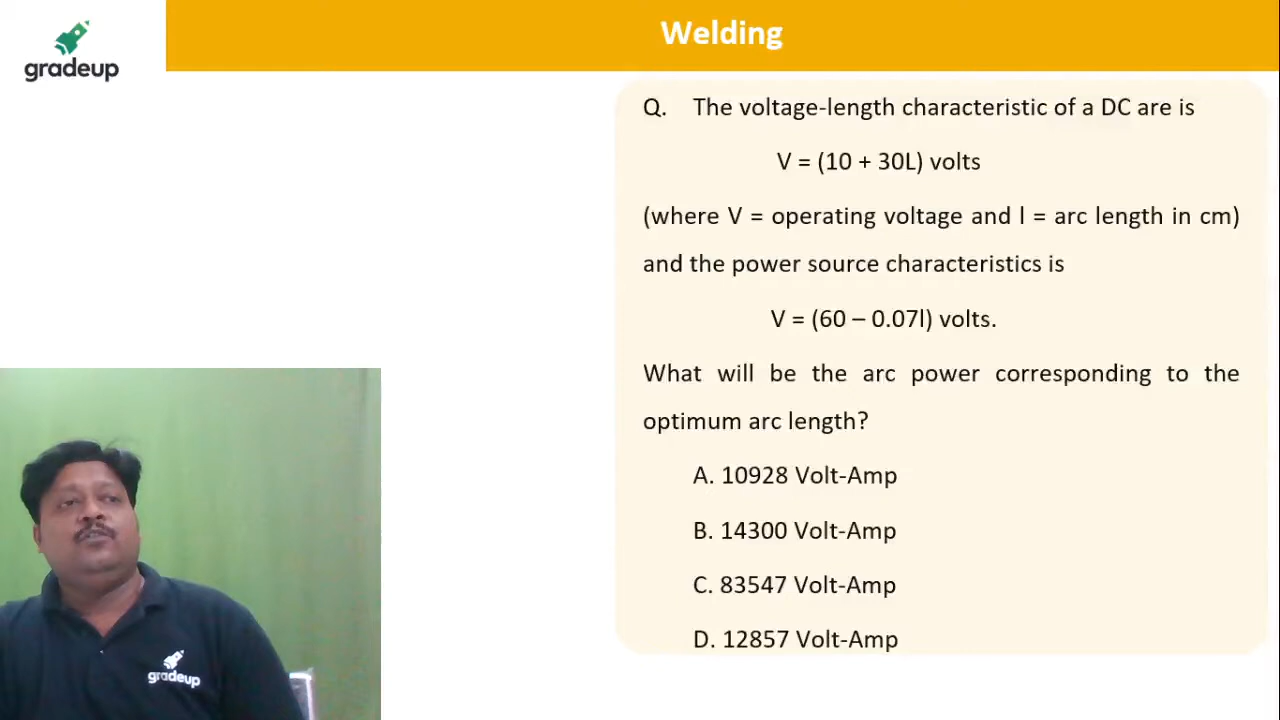 gradeup
Welding
Q. The voltage-length characteristic of a DC are is
V = (10 + 30L) volts
(where V = operating voltage and l = arc length in cm)
and the power source characteristics is
V = (60 – 0.07l) volts.
What will be the arc power corresponding to the
optimum arc length?
A. 10928 Volt-Amp
B. 14300 Volt-Amp
C. 83547 Volt-Amp
D. 12857 Volt-Amp
gradeup